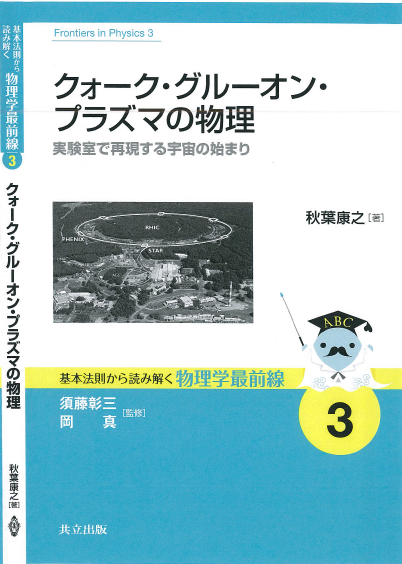 基本法則から
読み解く
物理学最前線
3
クォーク・グルーオン・プラズマの物理
秋葉康之
[著]
Frontiers in Physics 3
クォーク・グルーオン・
プラズマの物理
実験室で再現する宇宙の始まり
秋葉康之[著]
RHIC
PHENIX
STAR
ABC
基本法則から読み解く物理学最前線
須藤彰三
岡 真
[監修]
3
共立出版